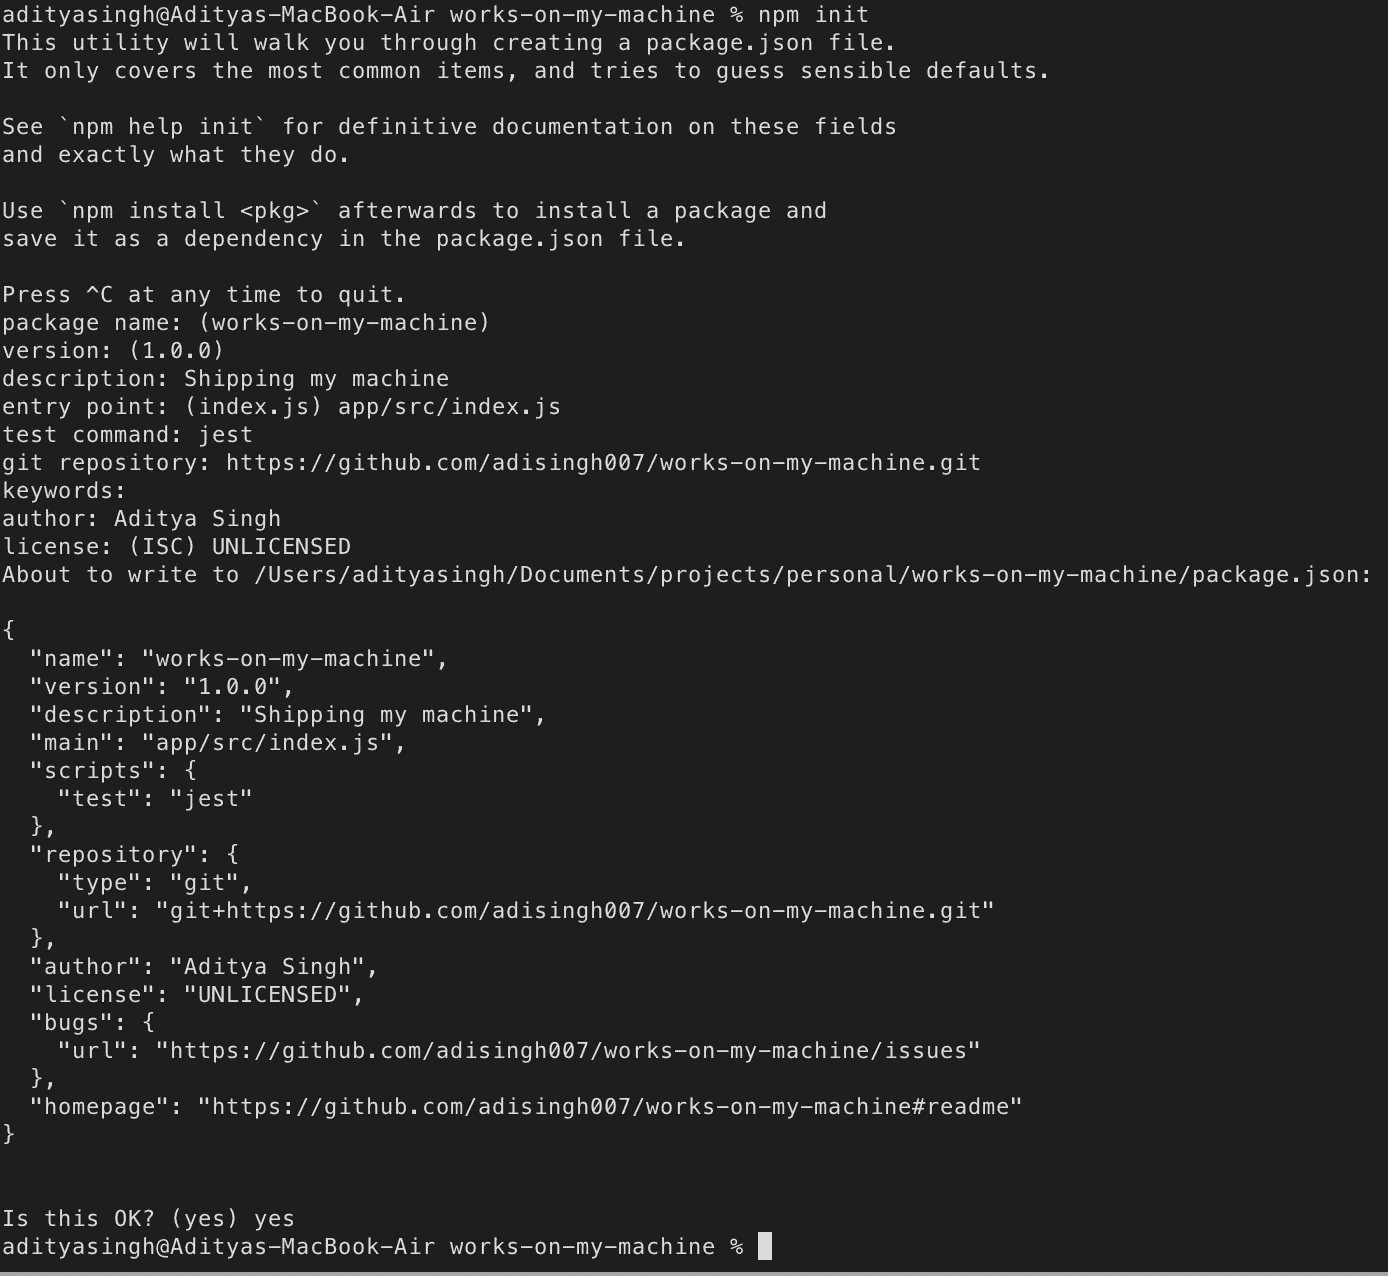 adityasingh@Adityas-MacBook-Air works-on-my-machine % npm init
This utility will walk you through creating a package.json file.
It only covers the most common items, and tries to guess sensible defaults.
See `npm help init` for definitive documentation on these fields
and exactly what they do.
Use `npm install <pkg>` afterwards to install a package and
save it as a dependency in the package.json file.
Press ^C at any time to quit.
package name: (works-on-my-machine)
version: (1.0.0)
description: Shipping my machine
entry point: (index.js) app/src/index.js
test command: jest
git repository: https://github.com/adisingh007/works-on-my-machine.git
keywords:
author: Aditya Singh
license: (ISC) UNLICENSED
About to write to /Users/adityasingh/Documents/projects/personal/works-on-my-machine/package.json:
{
  "name": "works-on-my-machine",
  "version": "1.0.0",
  "description": "Shipping my machine",
  "main": "app/src/index.js",
  "scripts": {
    "test": "jest"
  },
  "repository": {
    "type": "git",
    "url": "git+https://github.com/adisingh007/works-on-my-machine.git"
  },
  "author": "Aditya Singh",
  "license": "UNLICENSED",
  "bugs": {
    "url": "https://github.com/adisingh007/works-on-my-machine/issues"
  },
  "homepage": "https://github.com/adisingh007/works-on-my-machine#readme"
}
Is this OK? (yes) yes
adityasingh@Adityas-MacBook-Air works-on-my-machine %